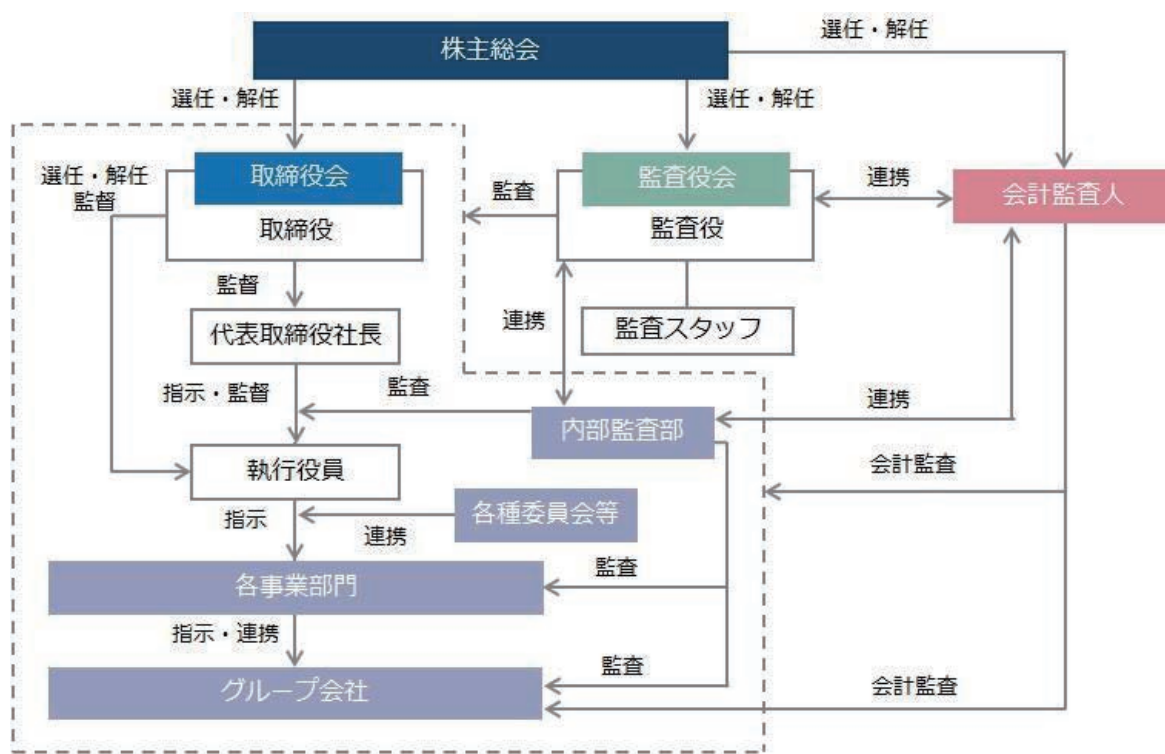 株主総会
選任・解任
選任・解任
選任・解任
選任・解任
監督
取締役会
取締役
監査
監査役会
監査役
連携
会計監査人
監督
代表取締役社長
連携
監査スタッフ
指示・監督
監査
内部監査部
連携
執行役員
会計監査
指示
連携
各種委員会等
各事業部門
監査
指示・連携
監査
グループ会社
会計監査